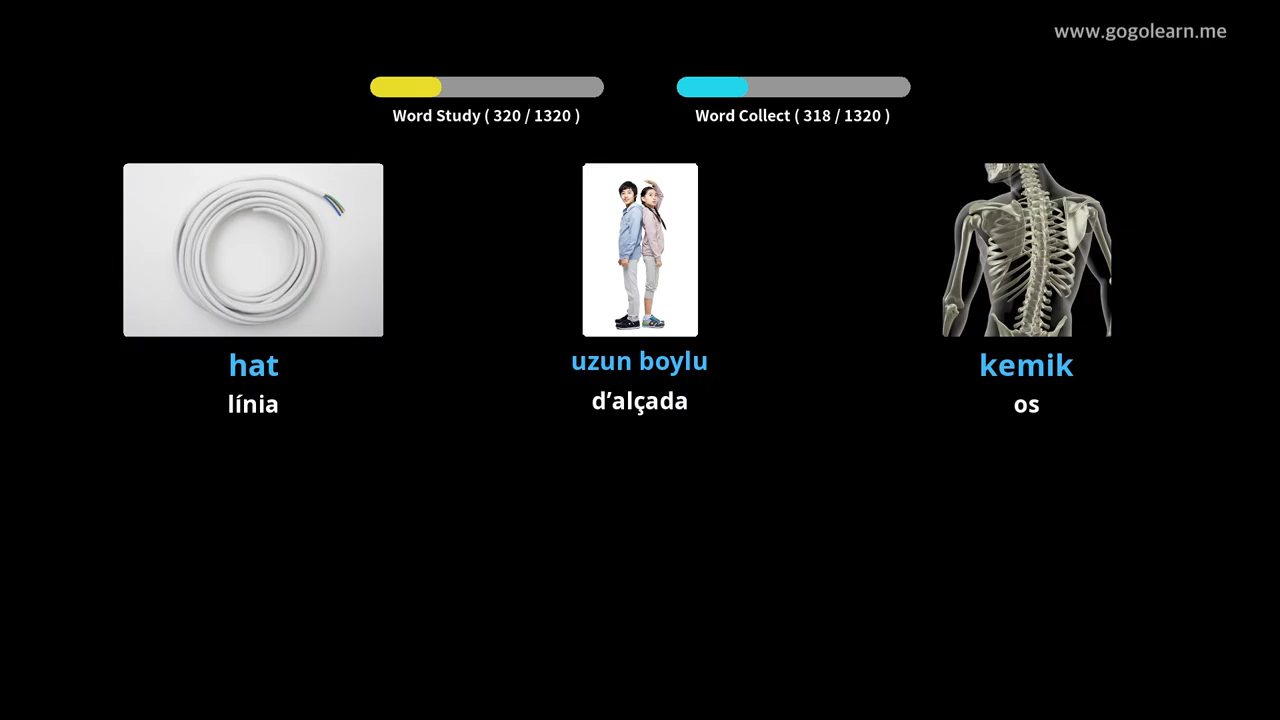 www.gogolearn.me
Word Study ( 320 / 1320 )
Word Collect ( 318 / 1320 )
hat
línia
uzun boylu
d’alçada
kemik
os